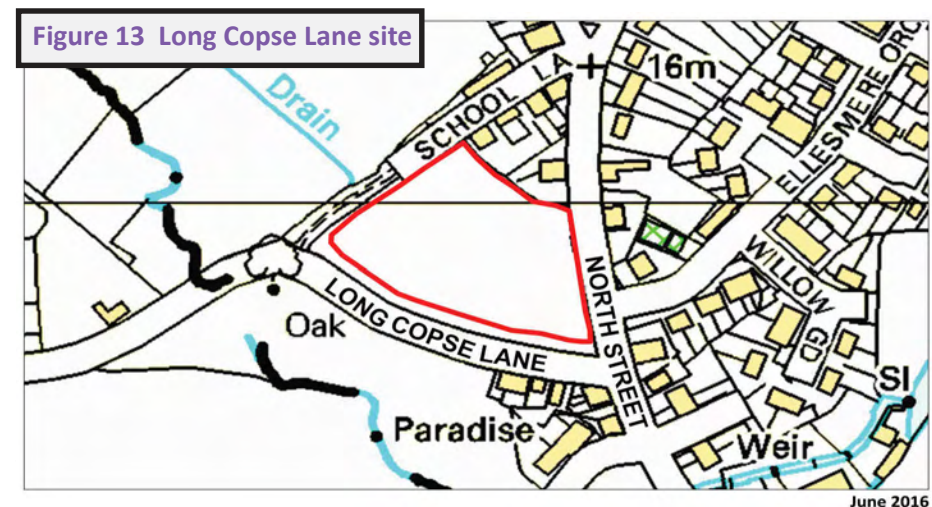 Figure 13 Long Copse Lane site
Drain
SCHOOL LA
16m
ELLESMERE ORC
WILLOW GD
NORTH STREET
LONG COPSE LANE
Oak
Paradise
SI
Weir
June 2016